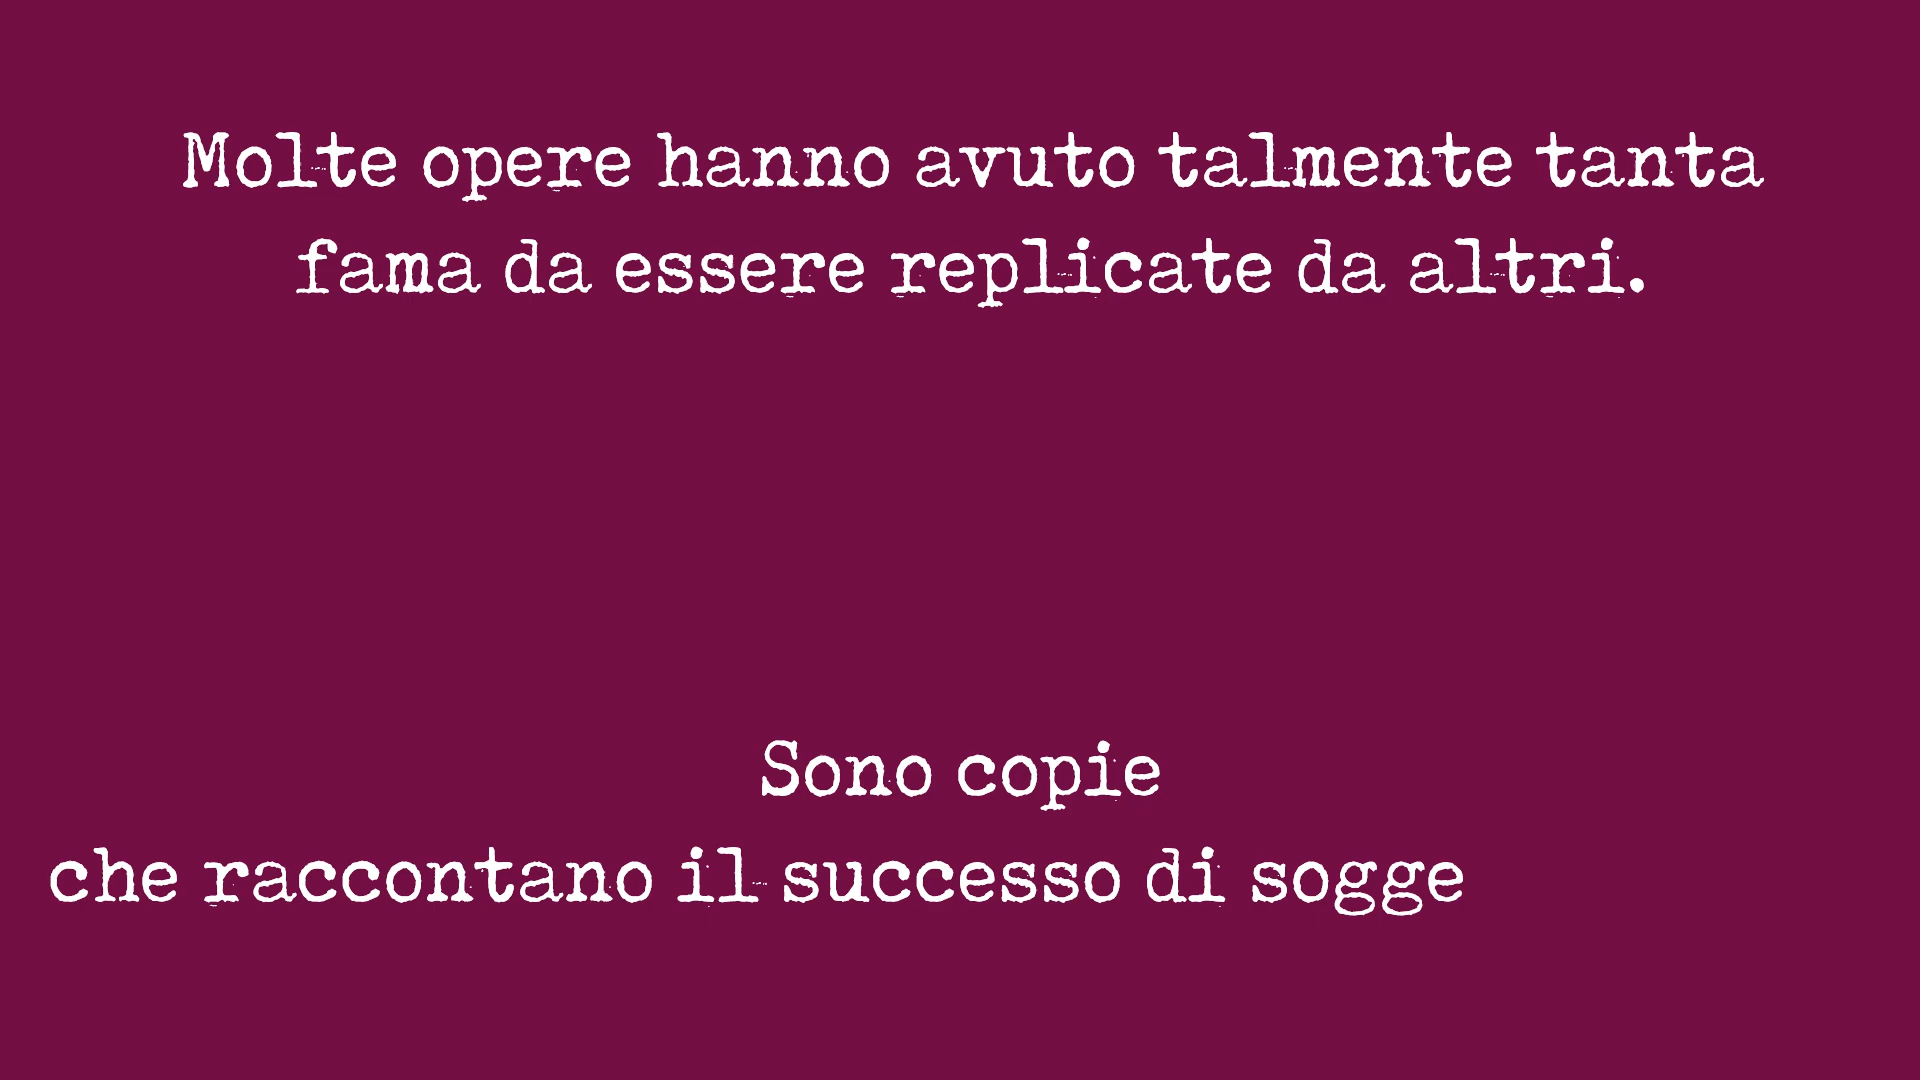 Molte opere hanno avuto talmente tanta
fama da essere replicate da altri.
Sono copie
che raccontano il successo di sogge